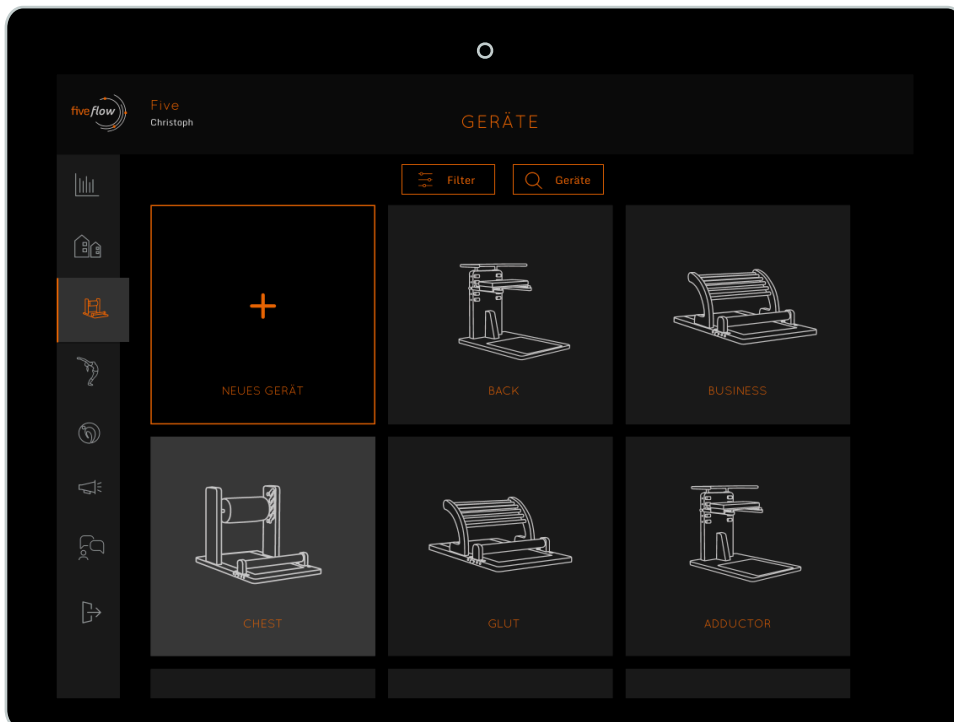 fiveflow
Five
Christoph
GERÄTE
Filter
Geräte
NEUES GERÄT
BACK
BUSINESS
CHEST
GLUT
ADDUCTOR